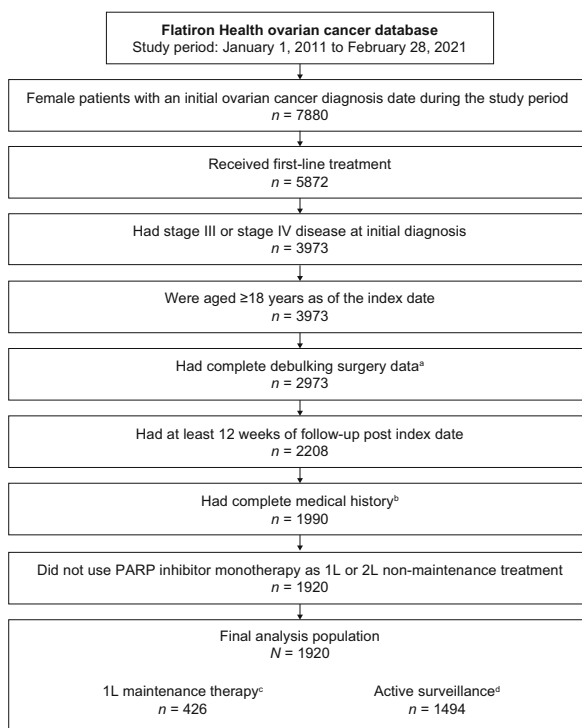 Flatiron Health ovarian cancer database
Study period: January 1, 2011 to February 28, 2021
Female patients with an initial ovarian cancer diagnosis date during the study period
n = 7880
Received first-line treatment
n = 5872
Had stage III or stage IV disease at initial diagnosis
n = 3973
Were aged ≥18 years as of the index date
n = 3973
Had complete debulking surgery dataᵃ
n = 2973
Had at least 12 weeks of follow-up post index date
n = 2208
Had complete medical historyᵇ
n = 1990
Did not use PARP inhibitor monotherapy as 1L or 2L non-maintenance treatment
n = 1920
Final analysis population
N = 1920
1L maintenance therapyᶜ Active surveillanceᵈ
n = 426 n = 1494